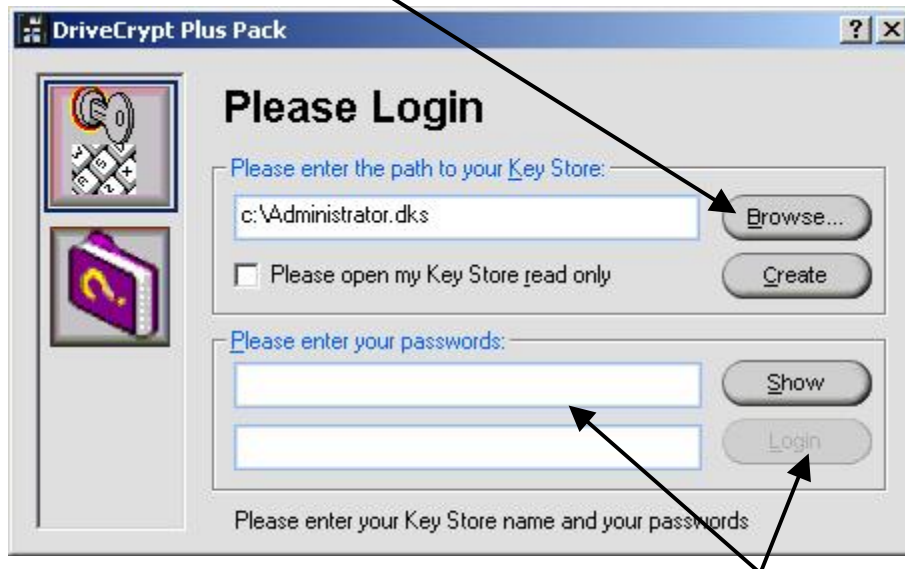 DriveCrypt Plus Pack
Please Login
Please enter the path to your Key Store:
c:\Administrator.dks
Browse...
Please open my Key Store read only
Create
Please enter your passwords:
Show
Login
Please enter your Key Store name and your passwords